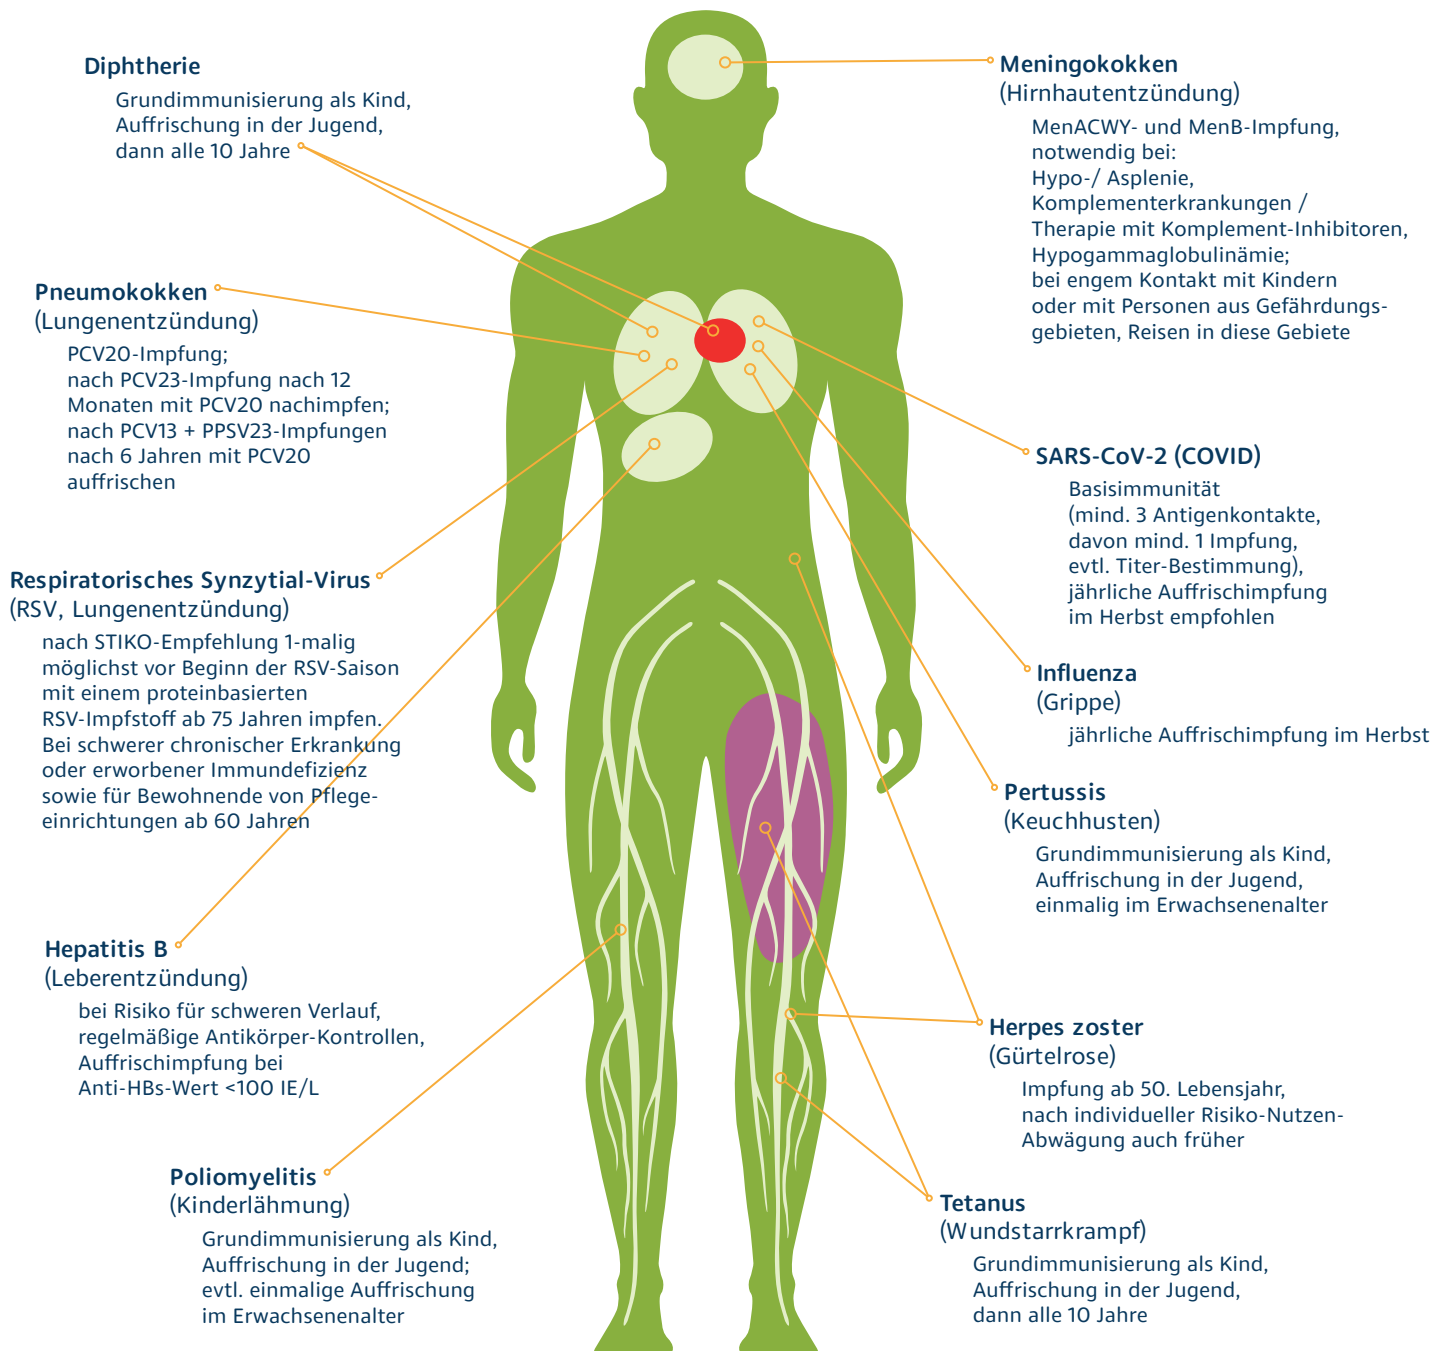 Diphtherie
Grundimmunisierung als Kind,
Auffrischung in der Jugend,
dann alle 10 Jahre
Pneumokokken
(Lungenentzündung)
PCV20-Impfung;
nach PCV23-Impfung nach 12
Monaten mit PCV20 nachimpfen;
nach PCV13 + PPSV23-Impfungen
nach 6 Jahren mit PCV20
auffrischen
Respiratorisches Synzytial-Virus
(RSV, Lungenentzündung)
nach STIKO-Empfehlung 1-malig
möglichst vor Beginn der RSV-Saison
mit einem proteinbasierten
RSV-Impfstoff ab 75 Jahren impfen.
Bei schwerer chronischer Erkrankung
oder erworbener Immundefizienz
sowie für Bewohnende von Pflege-
einrichtungen ab 60 Jahren
Hepatitis B
(Leberentzündung)
bei Risiko für schweren Verlauf,
regelmäßige Antikörper-Kontrollen,
Auffrischimpfung bei
Anti-HBs-Wert <100 IE/L
Poliomyelitis
(Kinderlähmung)
Grundimmunisierung als Kind,
Auffrischung in der Jugend;
evtl. einmalige Auffrischung
im Erwachsenenalter
Meningokokken
(Hirnhautentzündung)
MenACWY- und MenB-Impfung,
notwendig bei:
Hypo-/ Asplenie,
Komplementerkrankungen /
Therapie mit Komplement-Inhibitoren,
Hypogammaglobulinämie;
bei engem Kontakt mit Kindern
oder mit Personen aus Gefährdungs-
gebieten, Reisen in diese Gebiete
SARS-CoV-2 (COVID)
Basisimmunität
(mind. 3 Antigenkontakte,
davon mind. 1 Impfung,
evtl. Titer-Bestimmung),
jährliche Auffrischimpfung
im Herbst empfohlen
Influenza
(Grippe)
jährliche Auffrischimpfung im Herbst
Pertussis
(Keuchhusten)
Grundimmunisierung als Kind,
Auffrischung in der Jugend,
einmalig im Erwachsenenalter
Herpes zoster
(Gürtelrose)
Impfung ab 50. Lebensjahr,
nach individueller Risiko-Nutzen-
Abwägung auch früher
Tetanus
(Wundstarrkrampf)
Grundimmunisierung als Kind,
Auffrischung in der Jugend,
dann alle 10 Jahre